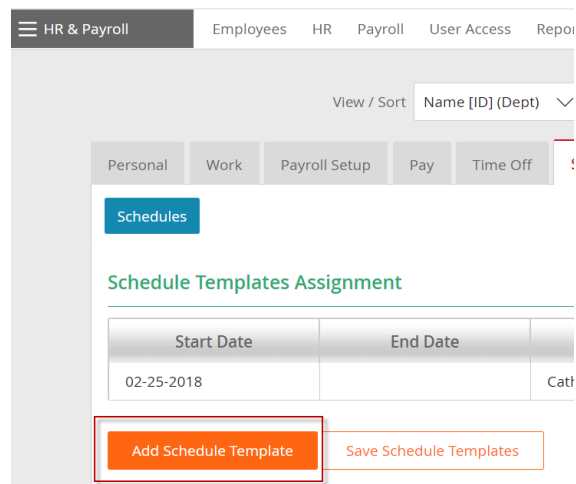 HR & Payroll Employees HR Payroll User Access
View / Sort Name [ID] (Dept)
Personal Work Payroll Setup Pay Time Off
Schedules
Schedule Templates Assignment
Start Date End Date
02-25-2018
Add Schedule Template Save Schedule Templates